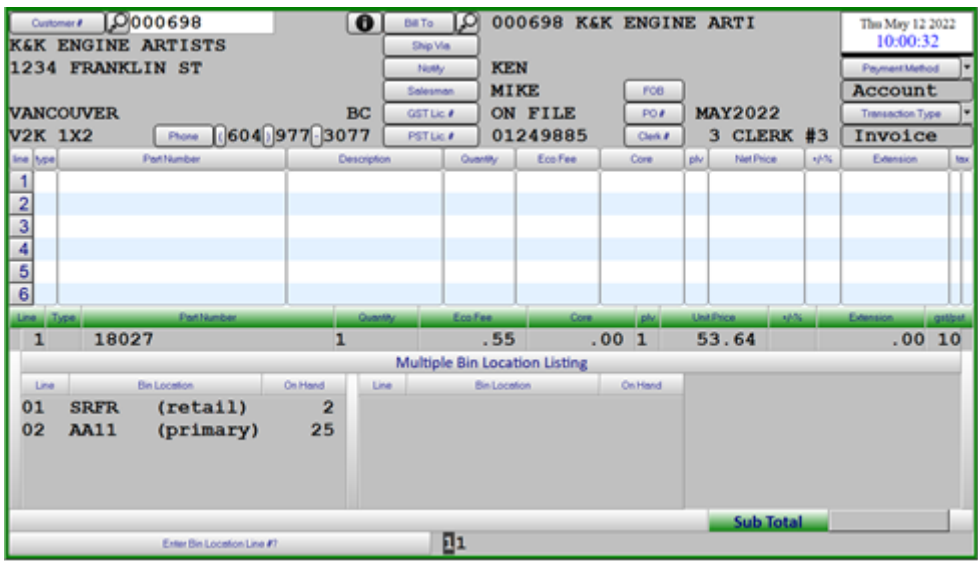 Customer # 000698 Bill To 000698 K&K ENGINE ARTI Thu May 12 2022
10:00:32
K&K ENGINE ARTISTS Ship Via
1234 FRANKLIN ST Notify KEN Payment Method
Salesman MIKE FOB Account
VANCOUVER BC GST Lic # ON FILE PO # MAY2022 Transaction Type
V2K 1X2 Phone (604)977-3077 PST Lic # 01249885 Clerk # 3 CLERK #3 Invoice
line type Part Number Description Quantity Eco Fee Core plv Net Price +/-% Extension tax
1
2
3
4
5
6
Line Type Part Number Quantity Eco Fee Core plv Unit Price +/-% Extension gst/pst
1 18027 1 .55 .00 1 53.64 .00 10
Multiple Bin Location Listing
Line Bin Location On Hand Line Bin Location On Hand
01 SRFR (retail) 2
02 AA11 (primary) 25
Sub Total
Enter Bin Location Line #? 11